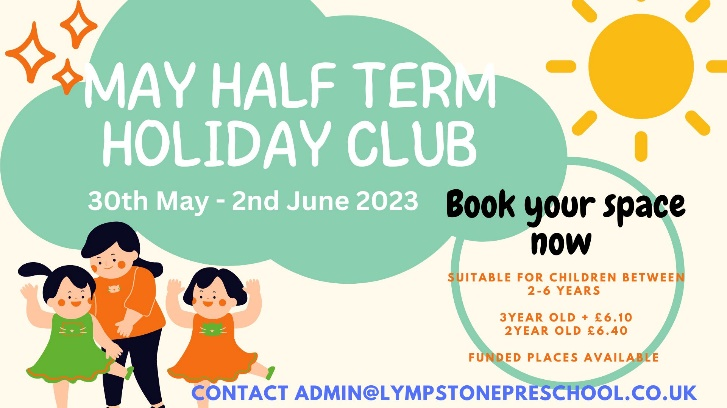 MAY HALF TERM
HOLIDAY CLUB
30th May - 2nd June 2023
Book your space
now
SUITABLE FOR CHILDREN BETWEEN
2-6 YEARS
3YEAR OLD + £6.10
2YEAR OLD £6.40
FUNDED PLACES AVAILABLE
CONTACT ADMIN@LYMPSTONEPRESCHOOL.CO.UK